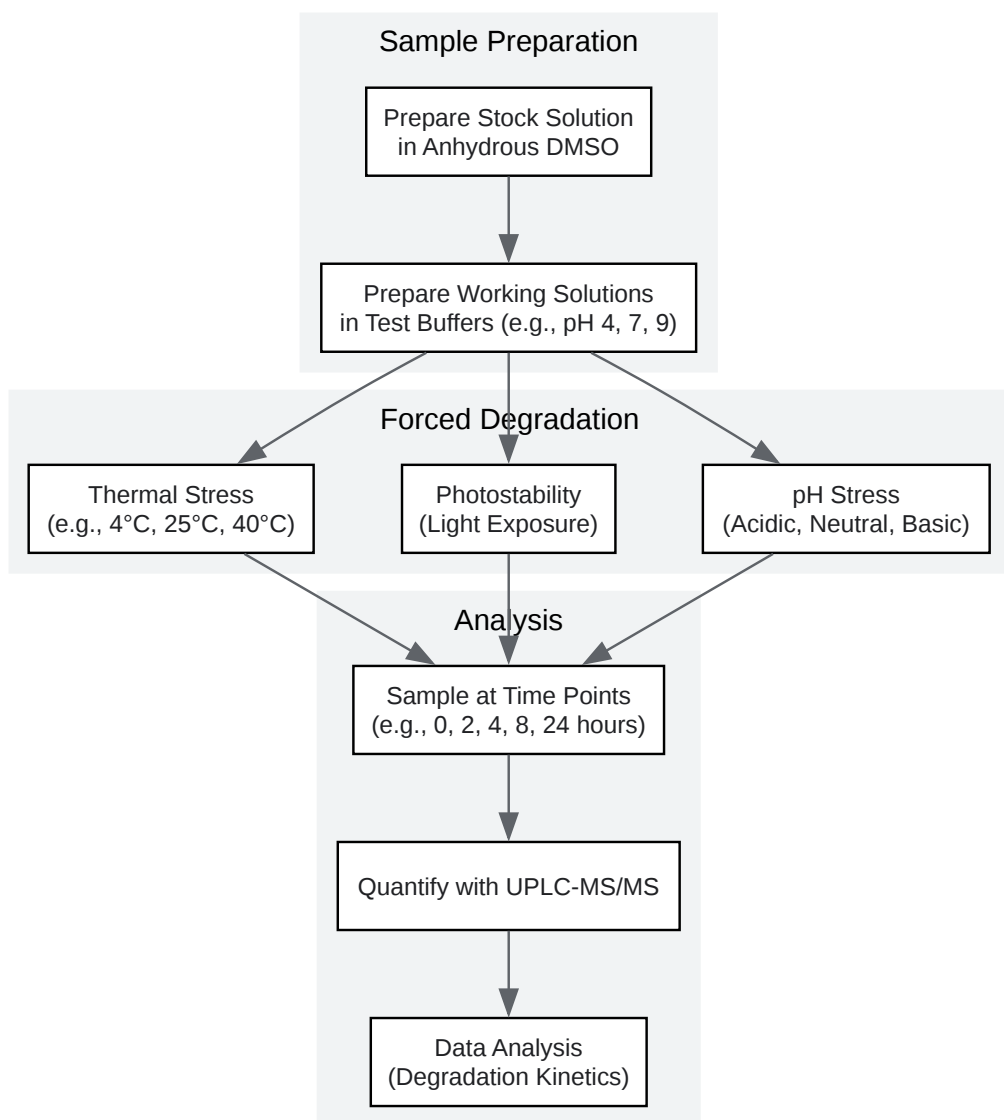 Sample Preparation
Prepare Stock Solution
in Anhydrous DMSO
Prepare Working Solutions
in Test Buffers (e.g., pH 4, 7, 9)
Forced Degradation
Thermal Stress
(e.g., 4°C, 25°C, 40°C)
Photostability
(Light Exposure)
pH Stress
(Acidic, Neutral, Basic)
Analysis
Sample at Time Points
(e.g., 0, 2, 4, 8, 24 hours)
Quantify with UPLC-MS/MS
Data Analysis
(Degradation Kinetics)